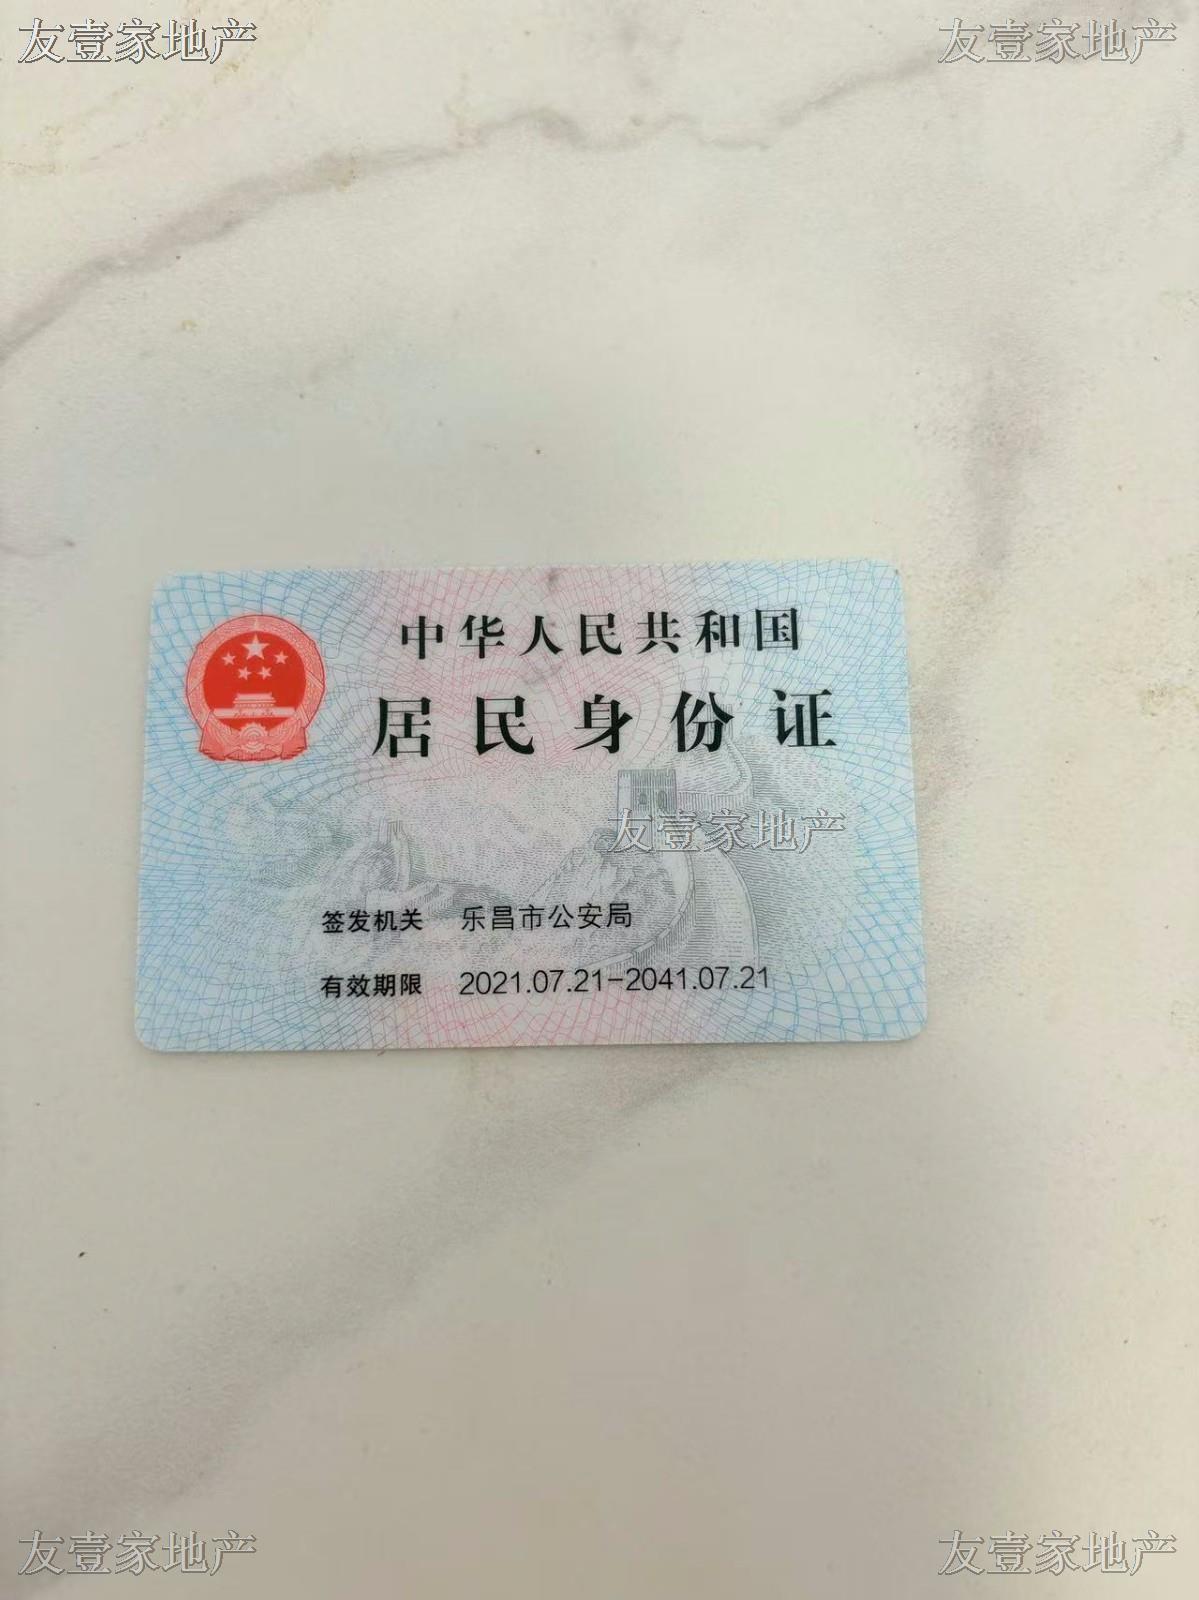 友壹家地产 友壹家地产
中华人民共和国
居民身份证
友壹家地产
签发机关 乐昌市公安局
有效期限 2021.07.21-2041.07.21
友壹家地产 友壹家地产